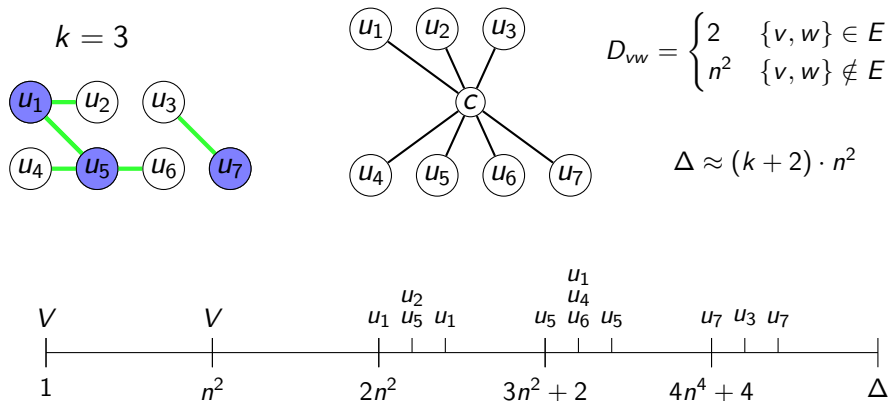 k = 3
u₁ u₂ u₃
u₄ u₅ u₆ u₇
u₁ u₂ u₃
c
u₄ u₅ u₆ u₇
D_{vw} = { 2 {v, w} ∈ E
n² {v, w} ∉ E
Δ ≈ (k + 2) · n²
u₁
u₂ u₄
V V u₁ u₅ u₁ u₅ u₆ u₅ u₇ u₃ u₇
1 n² 2n² 3n² + 2 4n⁴ + 4 Δ